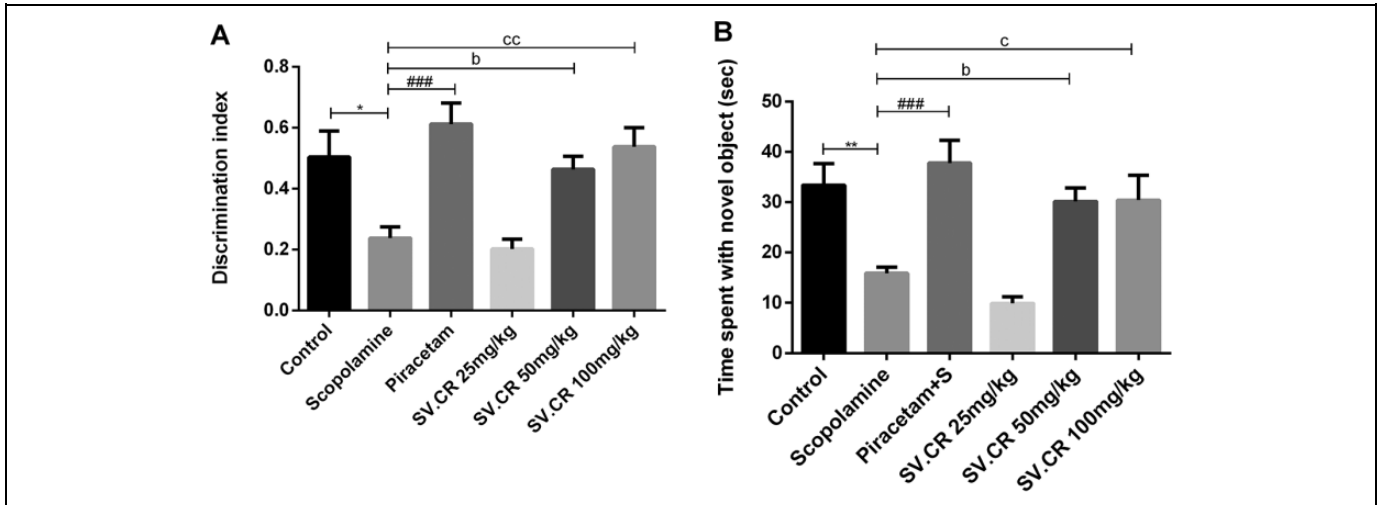 A
cc
b
###
*
Discrimination index
0.8
0.6
0.4
0.2
0.0
Control
Scopolamine
Piracetam
SV.CR 25mg/kg
SV.CR 50mg/kg
SV.CR 100mg/kg
B
c
b
###
**
Time spent with novel object (sec)
50
40
30
20
10
0
Control
Scopolamine
Piracetam+S
SV.CR 25mg/kg
SV.CR 50mg/kg
SV.CR 100mg/kg